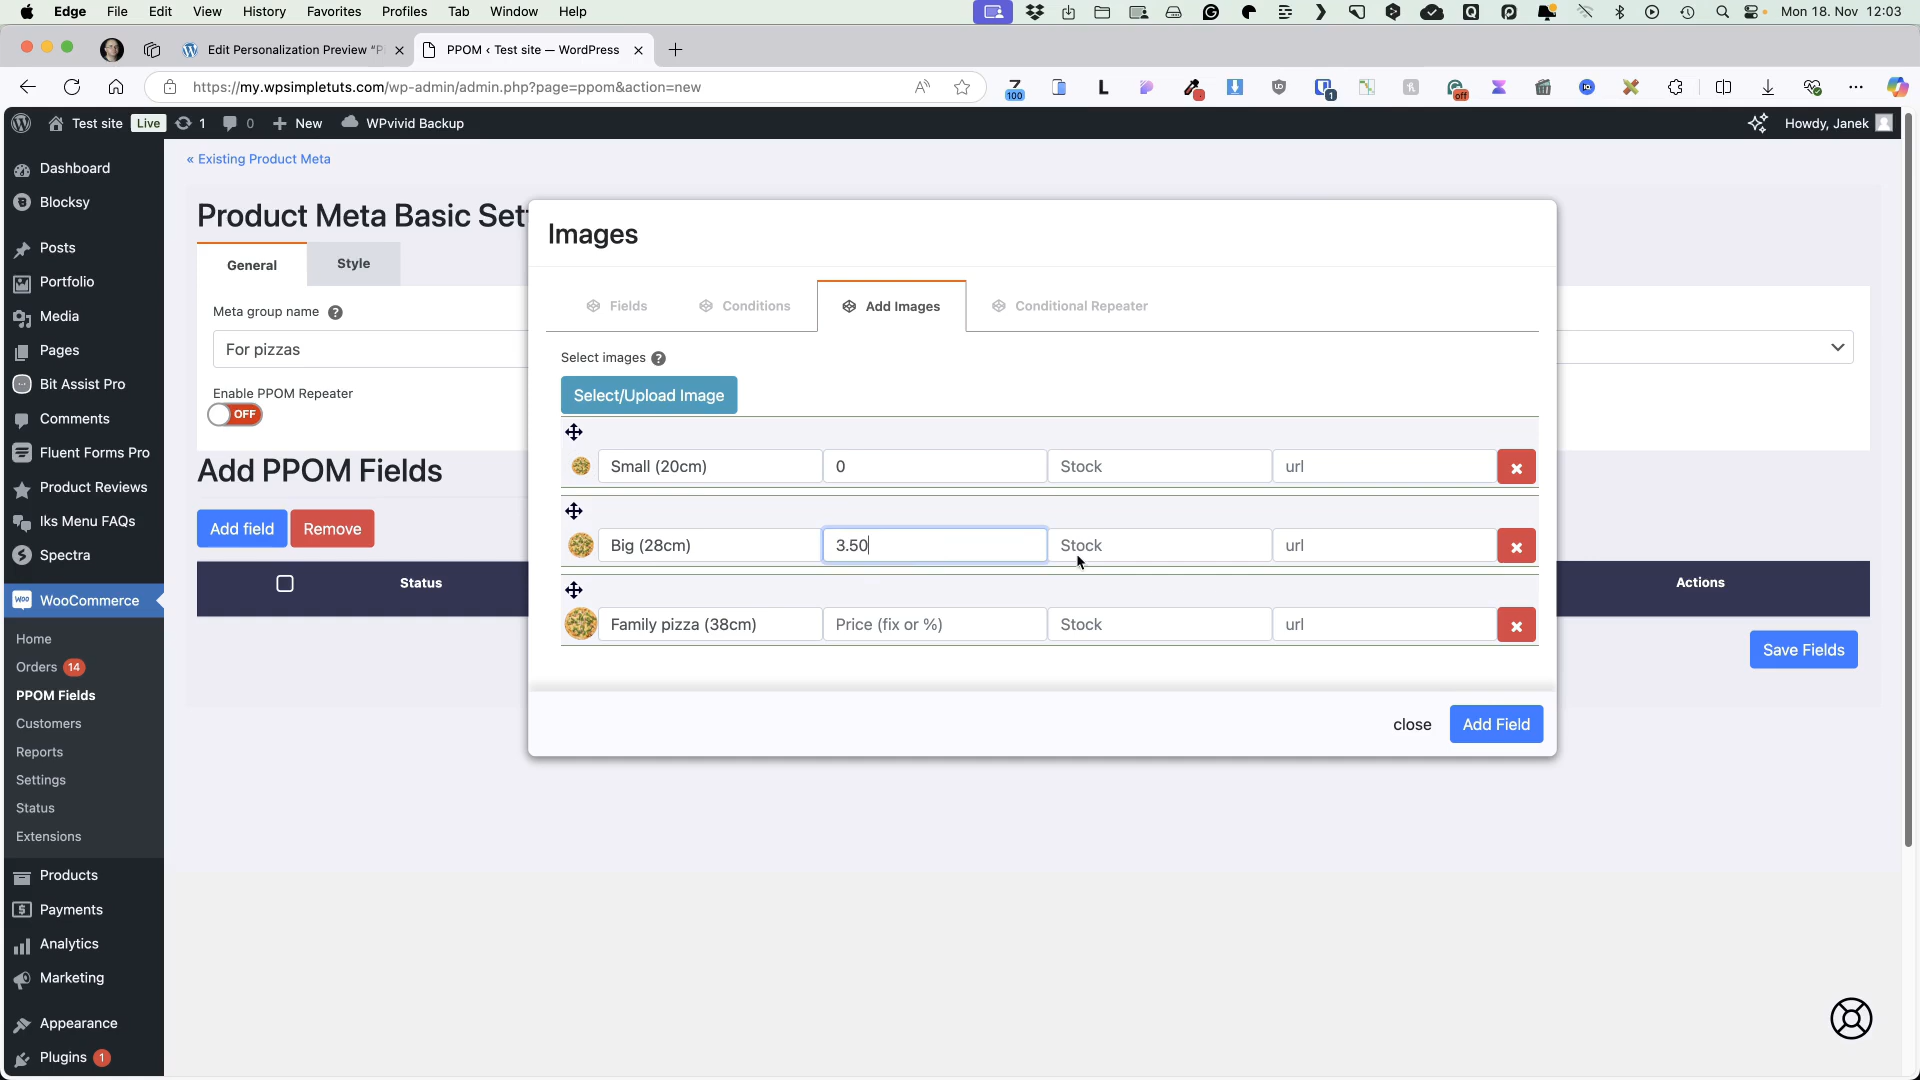 Edge File Edit View History Favorites Profiles Tab Window Help Mon 18. Nov 12:03
Edit Personalization Preview "P
PPOM ‹ Test site — WordPress
https://my.wpsimpletuts.com/wp-admin/admin.php?page=ppom&action=new
100
off
1
Test site Live 1 0 New WPvivid Backup Howdy, Janek
Dashboard
Blocksy
Posts
Portfolio
Media
Pages
Bit Assist Pro
Comments
Fluent Forms Pro
Product Reviews
Iks Menu FAQs
Spectra
WooCommerce
Home
Orders 14
PPOM Fields
Customers
Reports
Settings
Status
Extensions
Products
Payments
Analytics
Marketing
Appearance
Plugins 1
« Existing Product Meta
Product Meta Basic Set
General Style
Meta group name ?
For pizzas
Enable PPOM Repeater
OFF
Add PPOM Fields
Add field Remove
Status Actions
Save Fields
Images
Fields Conditions Add Images Conditional Repeater
Select images ?
Select/Upload Image
Small (20cm) 0 Stock url
Big (28cm) 3.50 Stock url
Family pizza (38cm) Price (fix or %) Stock url
close Add Field